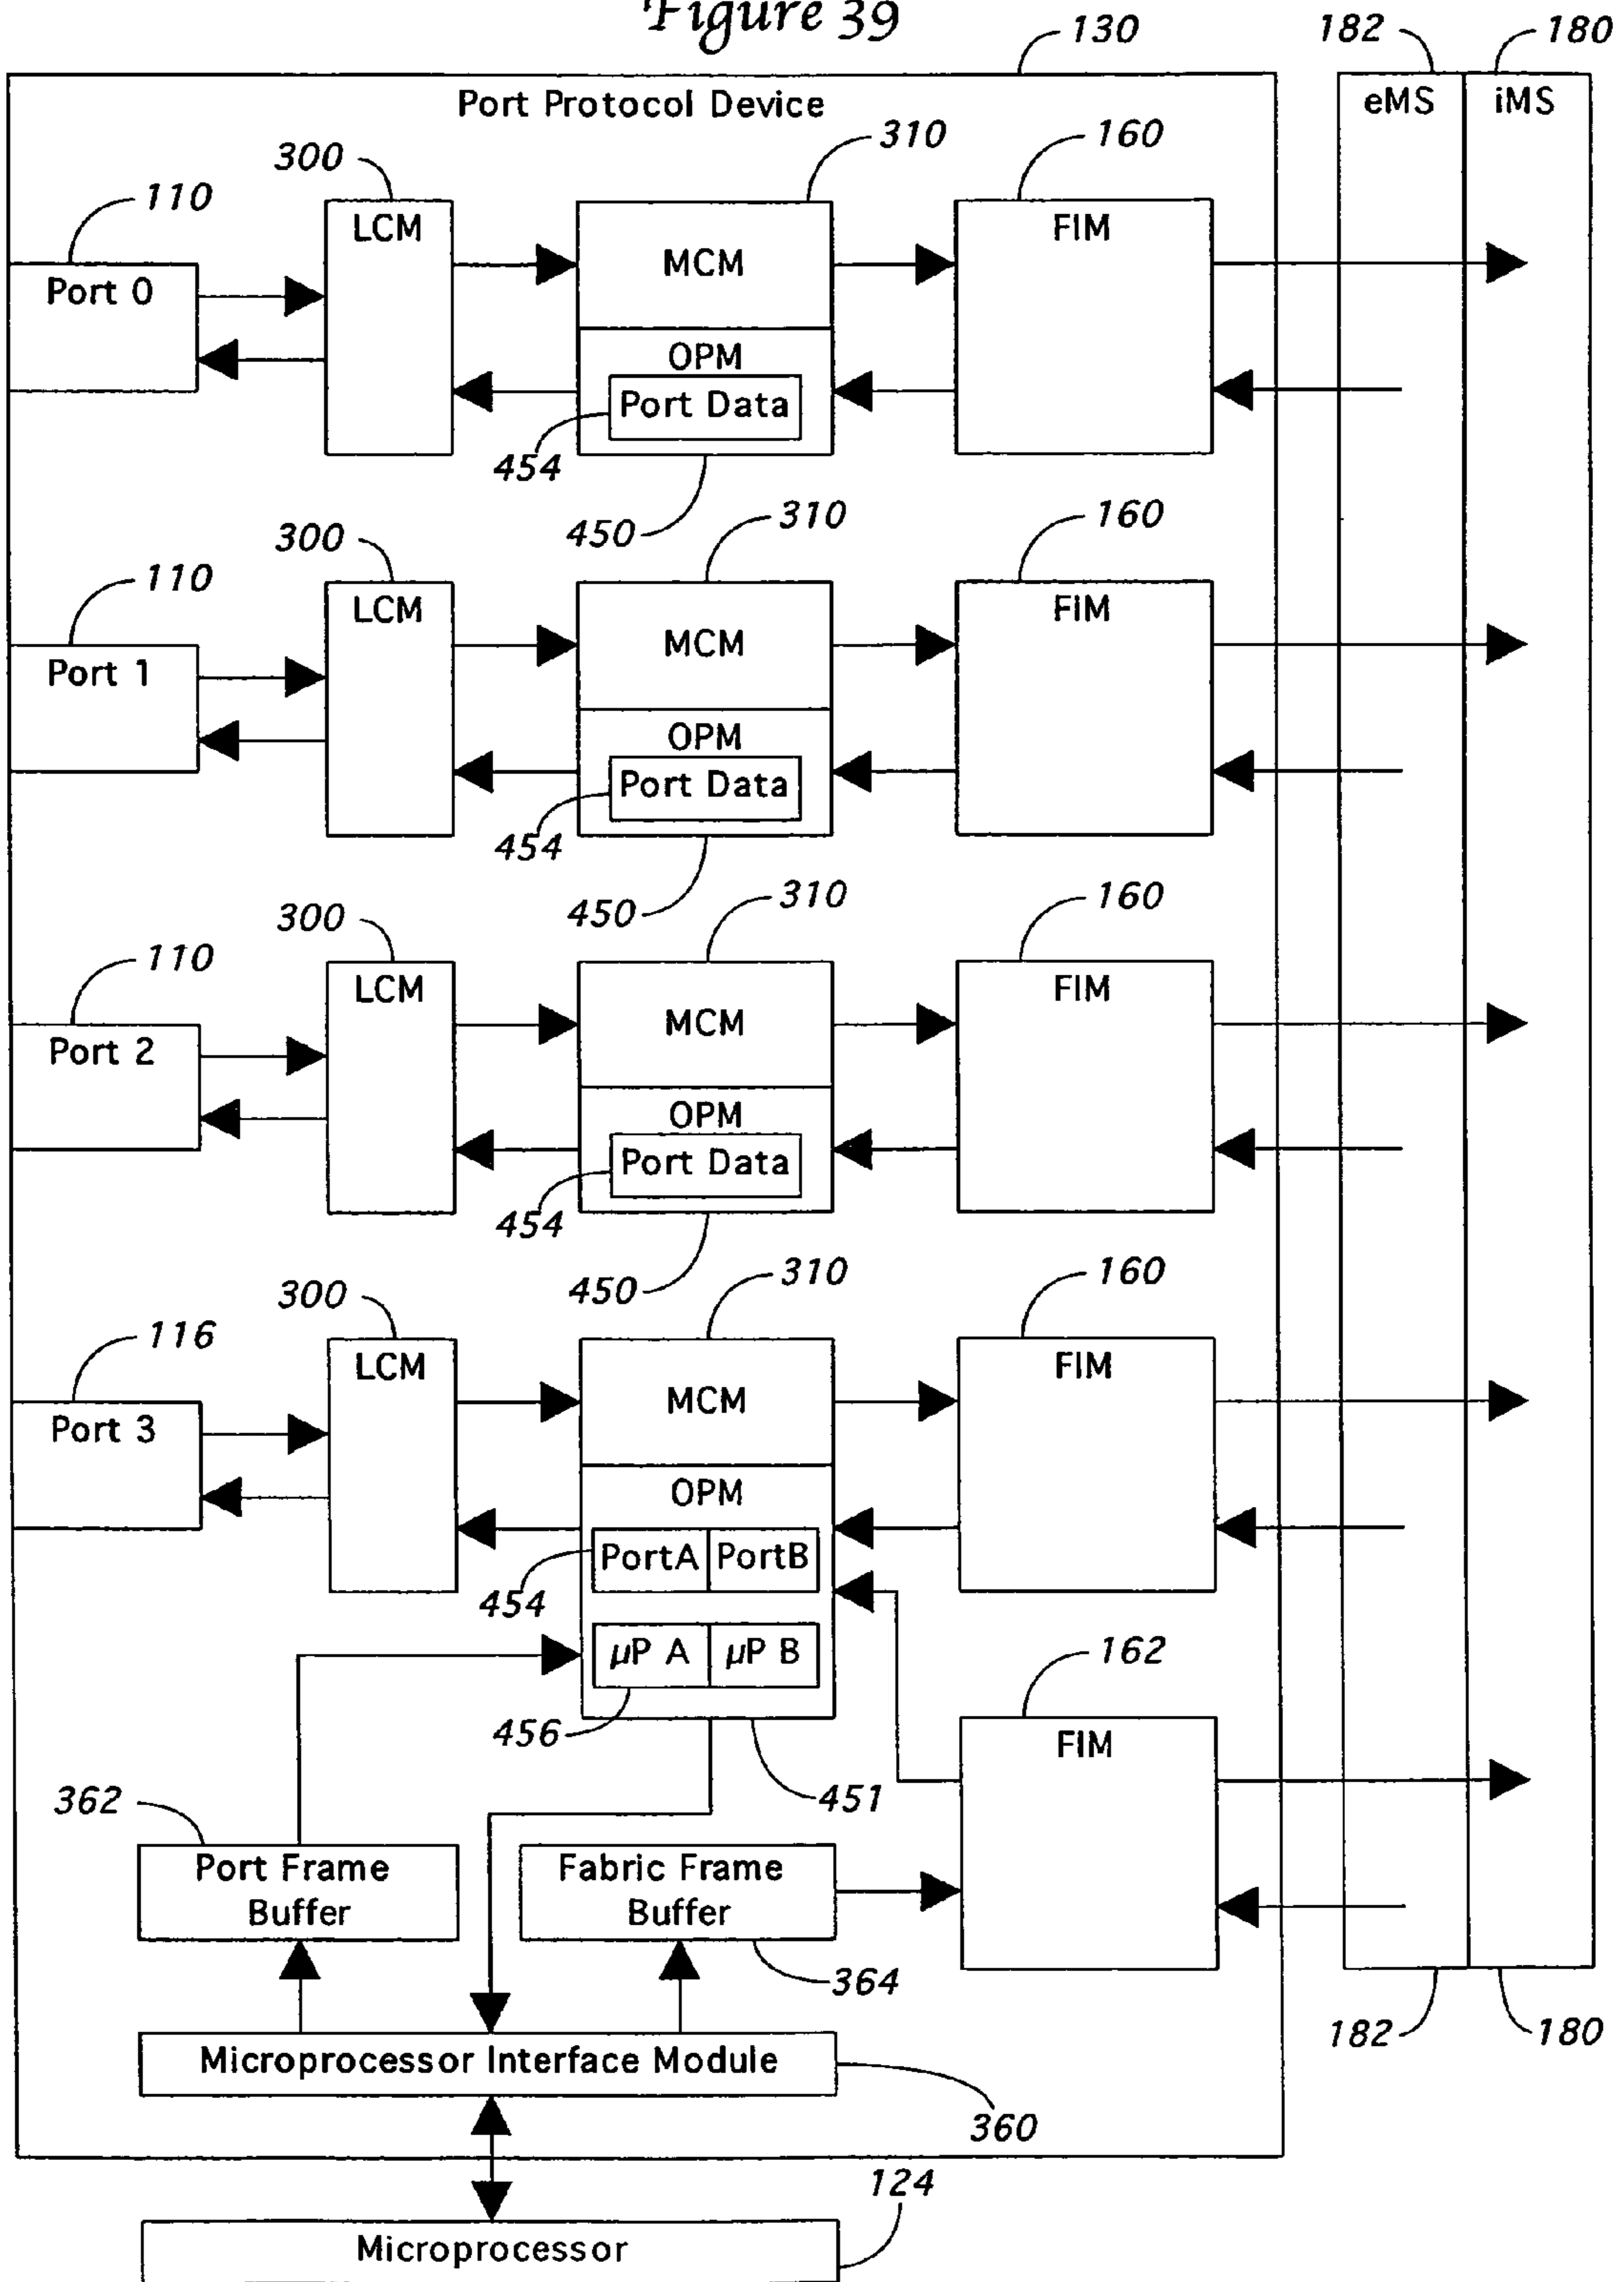 Figure 39
130
182
180
Port Protocol Device
eMS
iMS
300
310
160
110
LCM
MCM
FIM
Port 0
OPM
Port Data
454
450
300
310
160
110
LCM
MCM
FIM
Port 1
OPM
Port Data
454
450
300
310
160
110
LCM
MCM
FIM
Port 2
OPM
Port Data
454
450
300
310
160
116
LCM
MCM
FIM
Port 3
OPM
PortA
PortB
454
µP A
µP B
456
451
162
FIM
362
Port Frame
Buffer
Fabric Frame
Buffer
364
182
180
Microprocessor Interface Module
360
124
Microprocessor